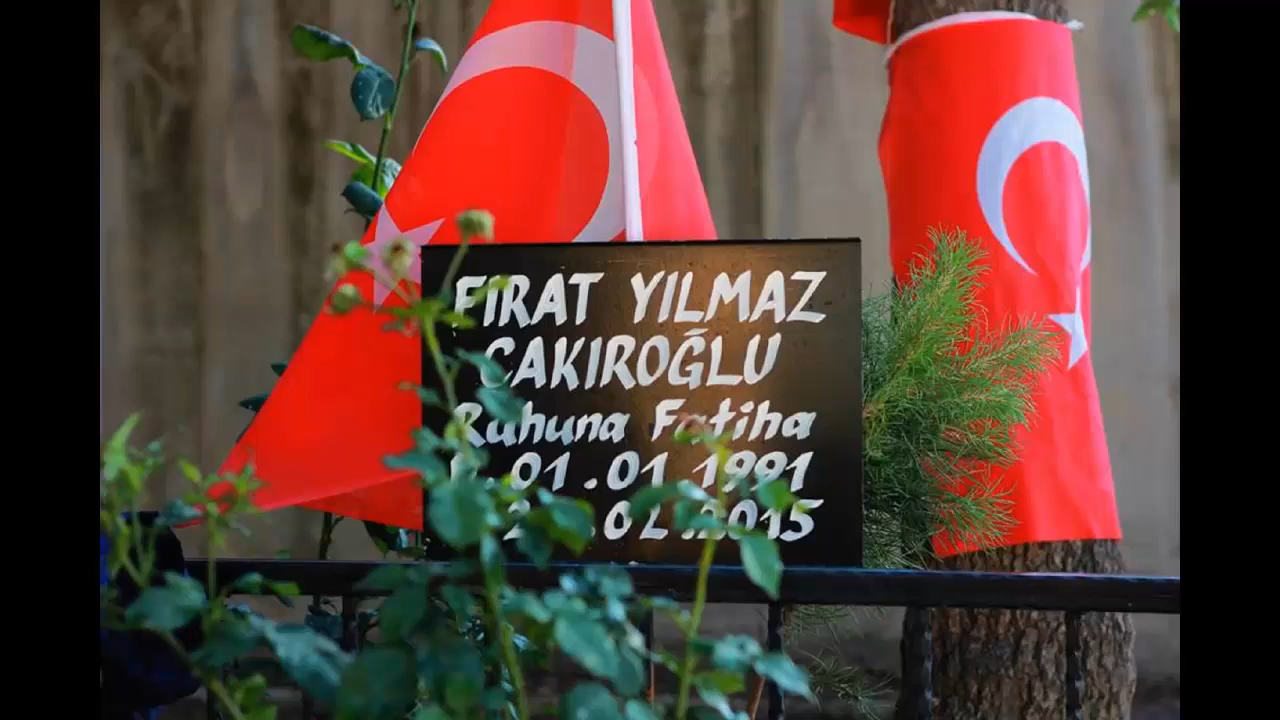 FIRAT YILMAZ
ÇAKIROĞLU
Ruhuna Fatiha
.01.01 1991
.02.2015